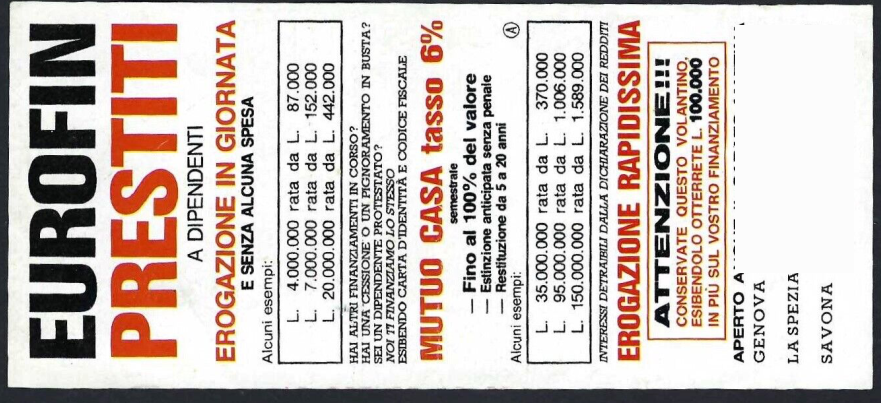 EUROFIN
PRESTITI
A DIPENDENTI
EROGAZIONE IN GIORNATA
E SENZA ALCUNA SPESA
Alcuni esempi:
L. 4.000.000 rata da L. 87.000
L. 7.000.000 rata da L. 152.000
L. 20.000.000 rata da L. 442.000
HAI ALTRI FINANZIAMENTI IN CORSO?
HAI UNA CESSIONE O UN PIGNORAMENTO IN BUSTA?
SEI UN DIPENDENTE PROTESTATO?
NOI TI FINANZIAMO LO STESSO
ESIBENDO CARTA D'IDENTITÀ E CODICE FISCALE
MUTUO CASA tasso 6%
semestrale
— Fino al 100% del valore
— Estinzione anticipata senza penale
— Restituzione da 5 a 20 anni
Alcuni esempi: A
L. 35.000.000 rata da L. 370.000
L. 95.000.000 rata da L. 1.006.000
L. 150.000.000 rata da L. 1.589.000
INTERESSI DETRAIBILI DALLA DICHIARAZIONE DEI REDDITI
EROGAZIONE RAPIDISSIMA
ATTENZIONE!!!
CONSERVATE QUESTO VOLANTINO,
ESIBENDOLO OTTERRETE L. 100.000
IN PIÙ SUL VOSTRO FINANZIAMENTO
APERTO A
GENOVA
LA SPEZIA
SAVONA